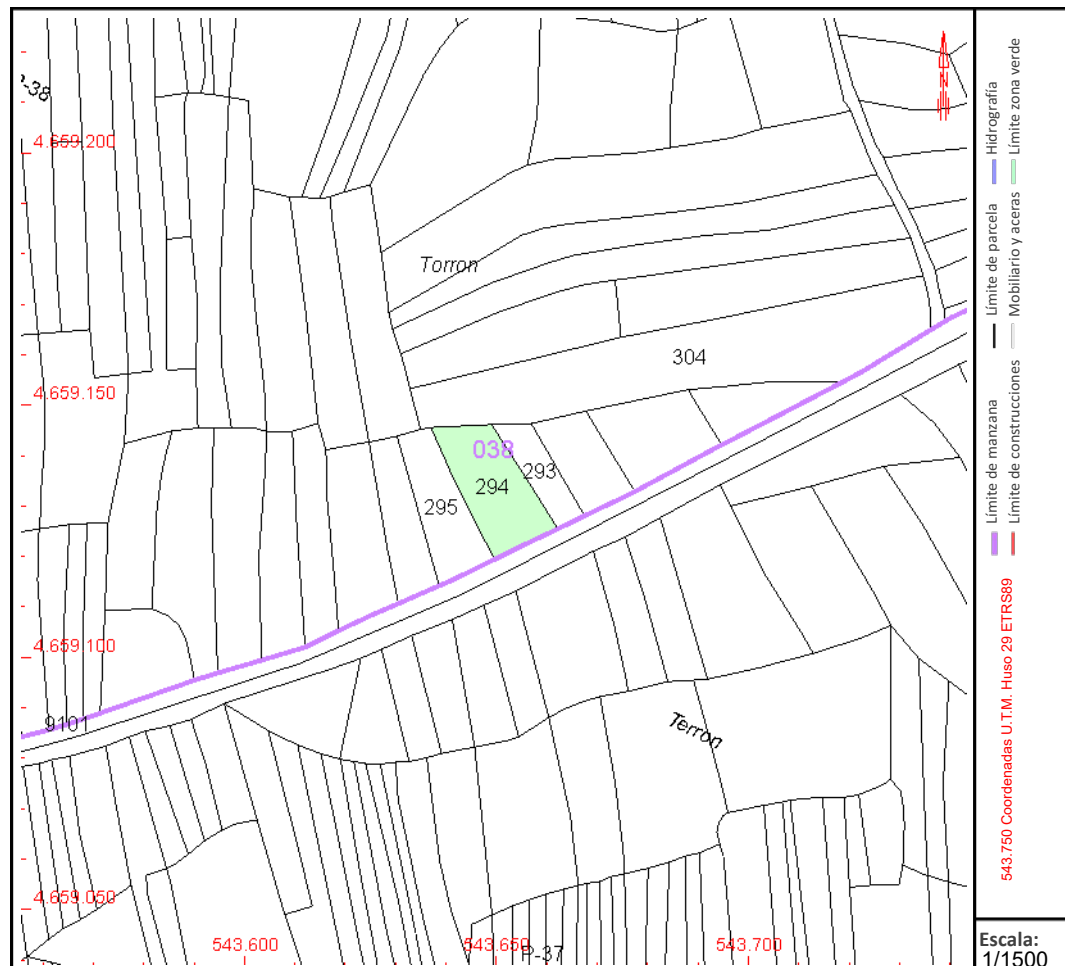 P-38
4.659.200
Torron
304
4.659.150
038
293
294
295
4.659.100
9101
Terron
4.659.050
543.600
543.650
543.700
P-37
N
Límite de manzana
Límite de parcela
Hidrografía
Límite de construcciones
Mobiliario y aceras
Límite zona verde
543.750 Coordenadas U.T.M. Huso 29 ETRS89
Escala:
1/1500